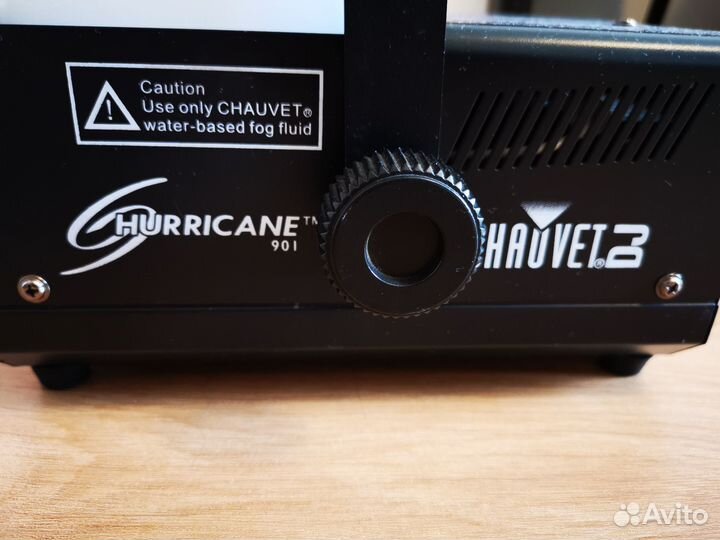 Caution
Use only CHAUVET®
water-based fog fluid
HURRICANE™
901
CHAUVET®
Avito